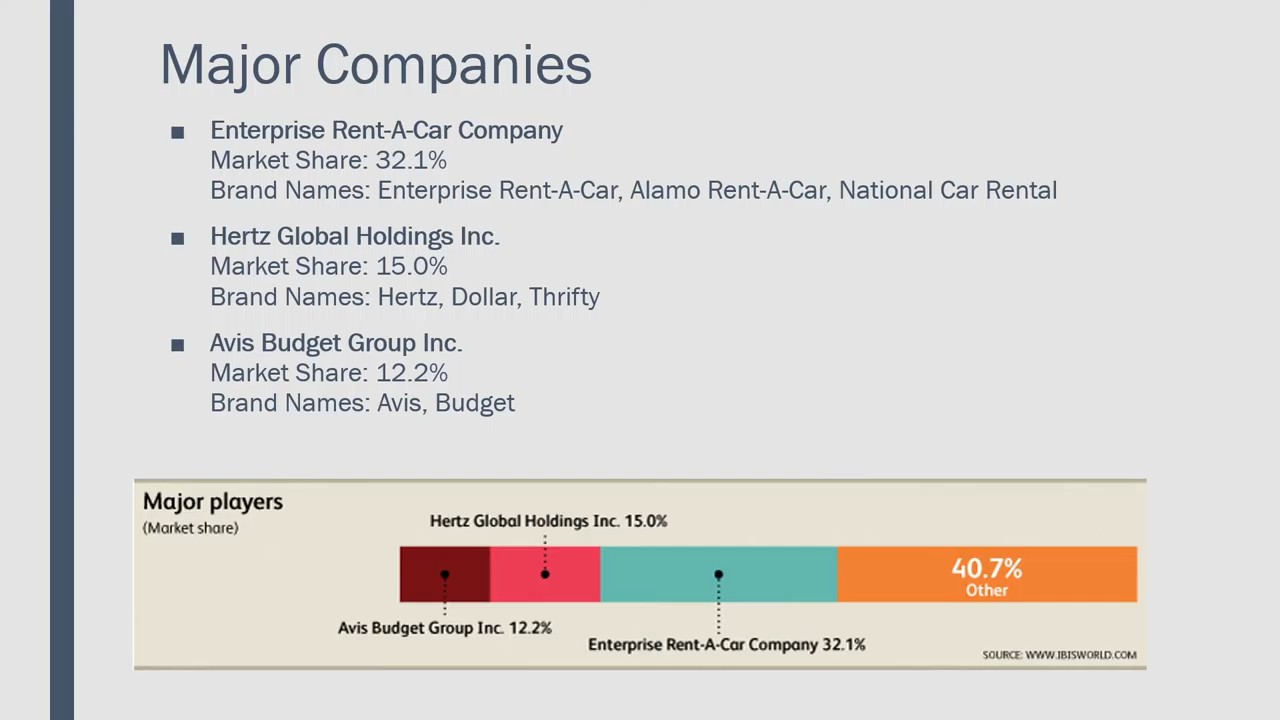 Major Companies
■ Enterprise Rent-A-Car Company
Market Share: 32.1%
Brand Names: Enterprise Rent-A-Car, Alamo Rent-A-Car, National Car Rental
■ Hertz Global Holdings Inc.
Market Share: 15.0%
Brand Names: Hertz, Dollar, Thrifty
■ Avis Budget Group Inc.
Market Share: 12.2%
Brand Names: Avis, Budget
Major players
(Market share)
Hertz Global Holdings Inc. 15.0%
40.7%
Other
Avis Budget Group Inc. 12.2%
Enterprise Rent-A-Car Company 32.1%
SOURCE: WWW.IBISWORLD.COM